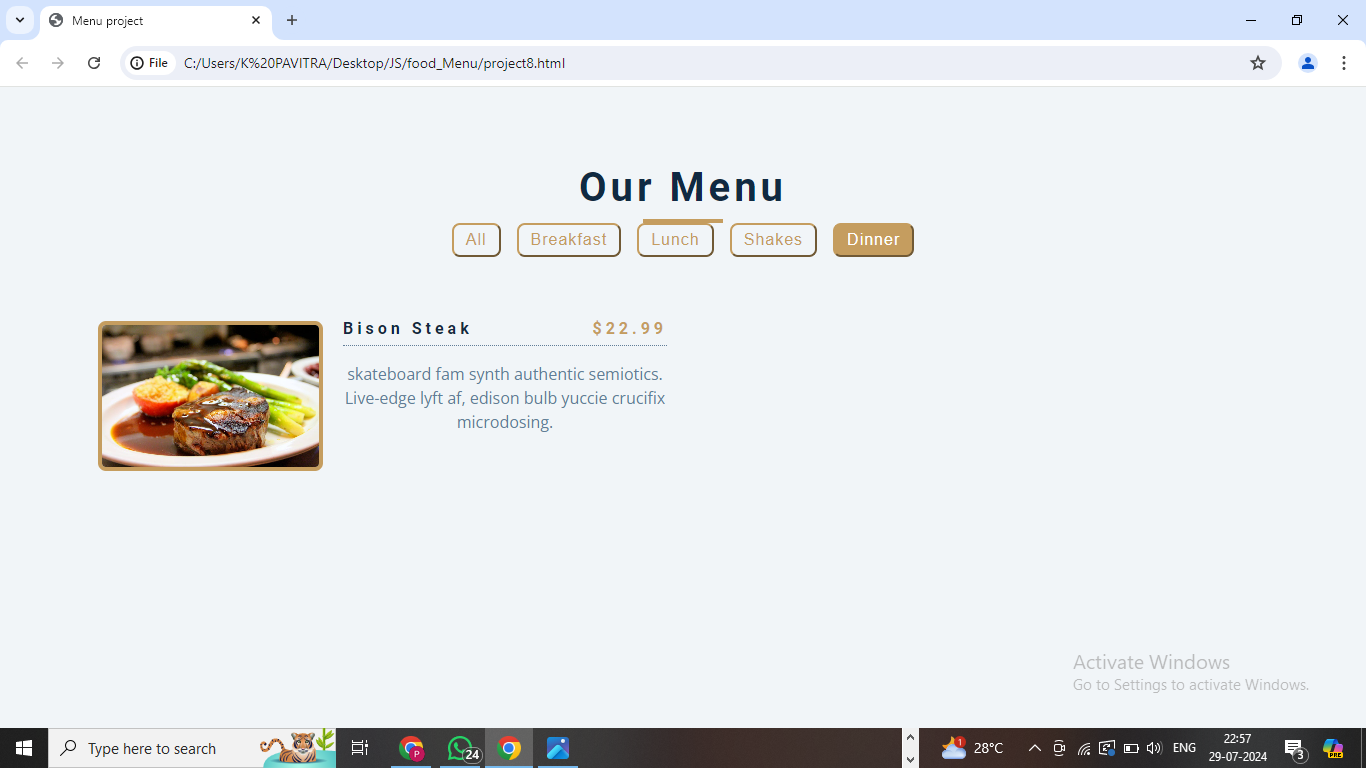 Menu project
File
C:/Users/K%20PAVITRA/Desktop/JS/food_Menu/project8.html
Our Menu
All
Breakfast
Lunch
Shakes
Dinner
Bison Steak
$22.99
skateboard fam synth authentic semiotics.
Live-edge lyft af, edison bulb yuccie crucifix
microdosing.
Activate Windows
Go to Settings to activate Windows.
Type here to search
P
24
1
28°C
ENG
22:57
29-07-2024
3
PRE